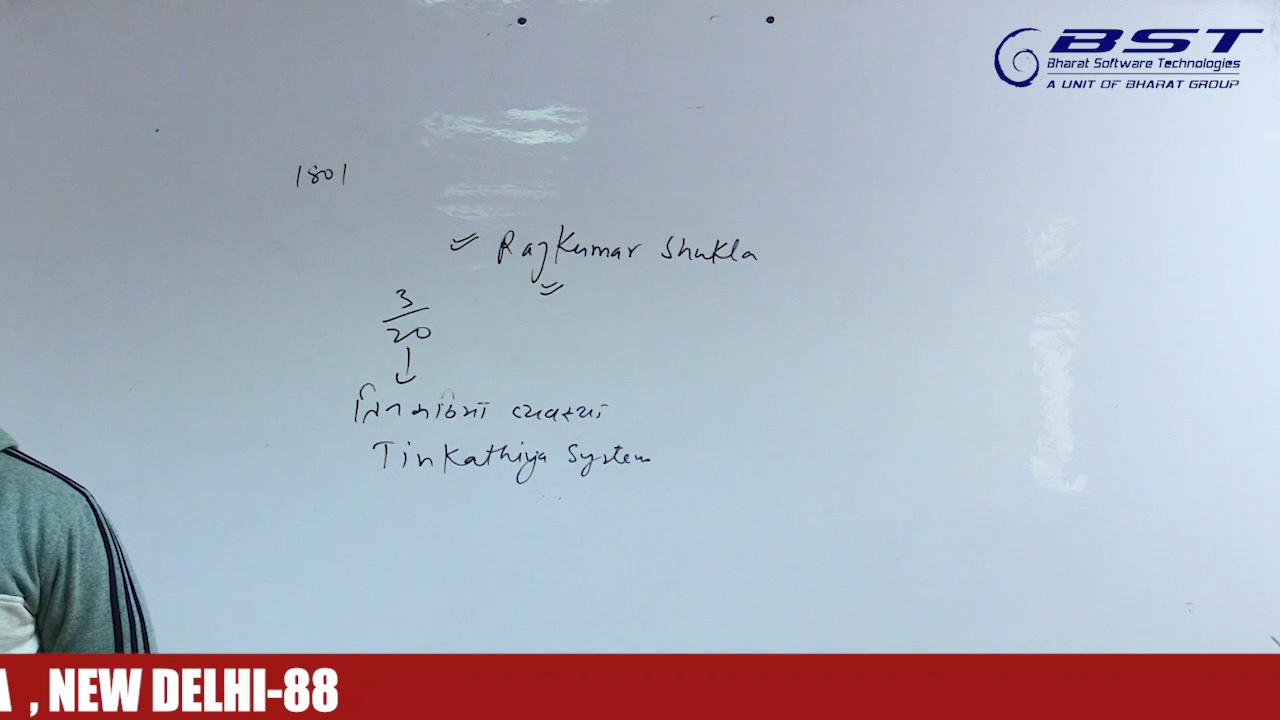 BST
Bharat Software Technologies
A UNIT OF BHARAT GROUP
1801
Rajkumar Shukla
3
20
तिनकठिया व्यवस्था
Tinkathiya System
A , NEW DELHI-88